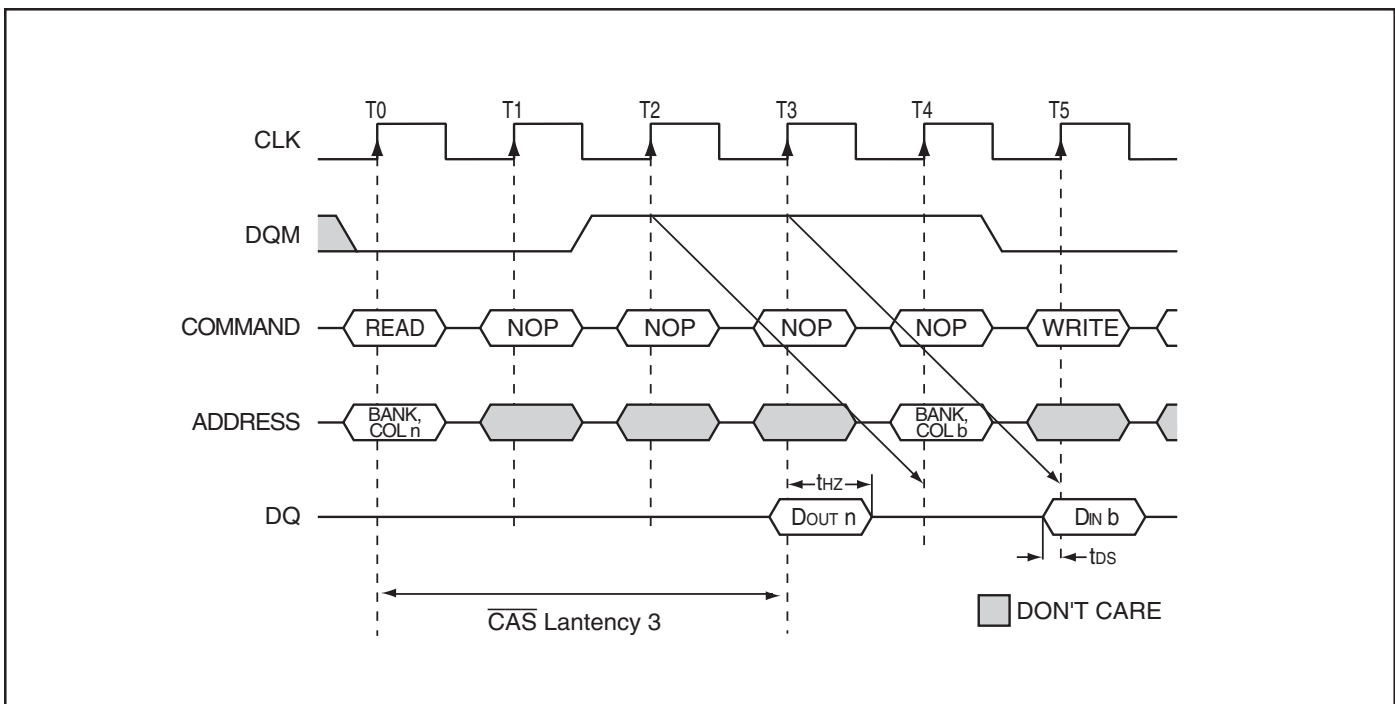 T0 T1 T2 T3 T4 T5
CLK
DQM
COMMAND READ NOP NOP NOP NOP WRITE
ADDRESS BANK, COL n BANK, COL b
tHZ
DQ DOUT n DIN b
tDS
CAS Lantency 3
DON'T CARE